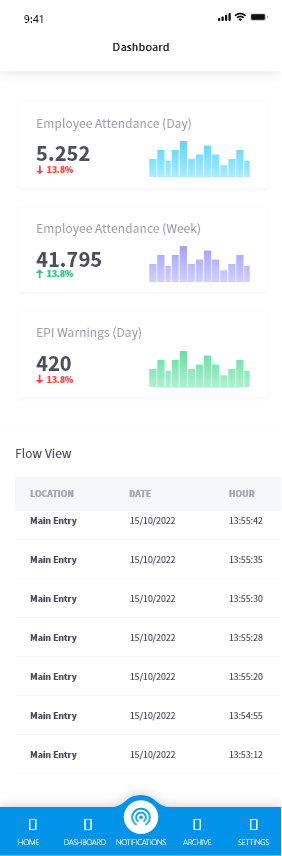 9:41
Dashboard
Employee Attendance (Day)
5.252
↓ 13.8%
Employee Attendance (Week)
41.795
↑ 13.8%
EPI Warnings (Day)
420
↓ 13.8%
Flow View
LOCATION DATE HOUR
Main Entry 15/10/2022 13:55:42
Main Entry 15/10/2022 13:55:35
Main Entry 15/10/2022 13:55:30
Main Entry 15/10/2022 13:55:28
Main Entry 15/10/2022 13:55:20
Main Entry 15/10/2022 13:54:55
Main Entry 15/10/2022 13:53:12
HOME DASHBOARD NOTIFICATIONS ARCHIVE SETTINGS